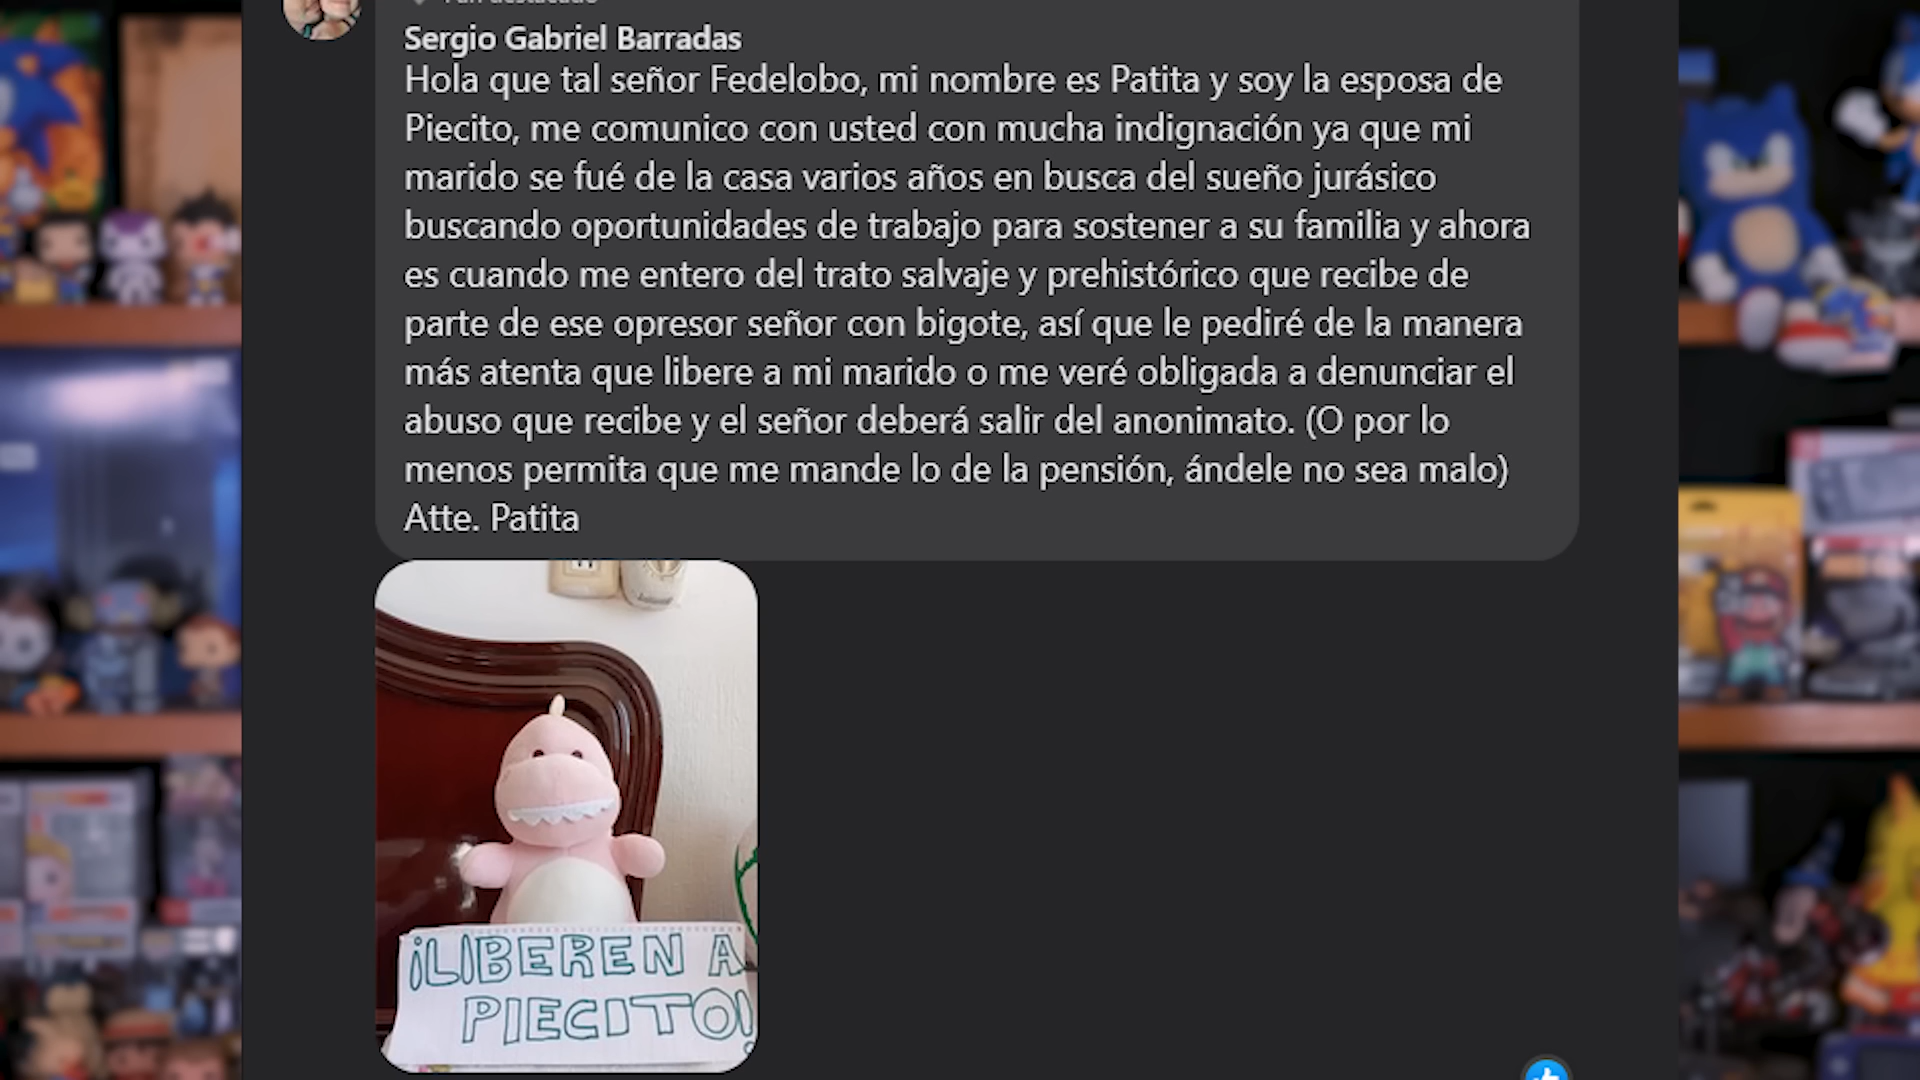 Sergio Gabriel Barradas
Hola que tal señor Fedelobo, mi nombre es Patita y soy la esposa de
Piecito, me comunico con usted con mucha indignación ya que mi
marido se fué de la casa varios años en busca del sueño jurásico
buscando oportunidades de trabajo para sostener a su familia y ahora
es cuando me entero del trato salvaje y prehistórico que recibe de
parte de ese opresor señor con bigote, así que le pediré de la manera
más atenta que libere a mi marido o me veré obligada a denunciar el
abuso que recibe y el señor deberá salir del anonimato. (O por lo
menos permita que me mande lo de la pensión, ándele no sea malo)
Atte. Patita
¡LIBEREN A
PIECITO!